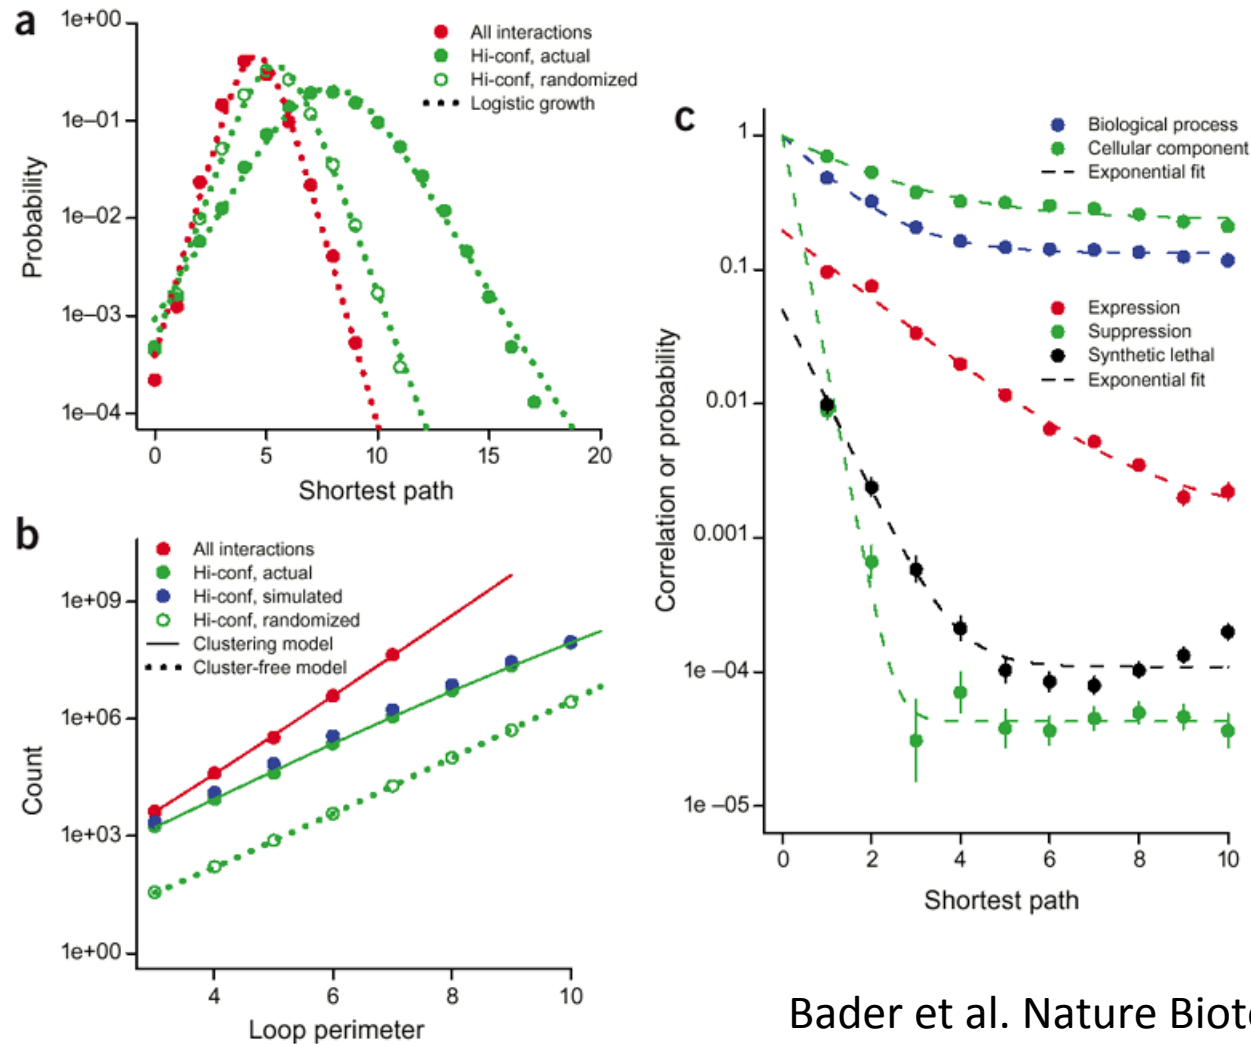 a
1e+00
1e–01
1e–02
1e–03
1e–04
Probability
All interactions
Hi-conf, actual
Hi-conf, randomized
Logistic growth
0 5 10 15 20
Shortest path
b
1e+09
1e+06
1e+03
1e+00
Count
All interactions
Hi-conf, actual
Hi-conf, simulated
Hi-conf, randomized
Clustering model
Cluster-free model
4 6 8 10
Loop perimeter
c
1
0.1
0.01
0.001
1e –04
1e –05
Correlation or probability
Biological process
Cellular component
Exponential fit
Expression
Suppression
Synthetic lethal
Exponential fit
0 2 4 6 8 10
Shortest path
Bader et al. Nature Biot